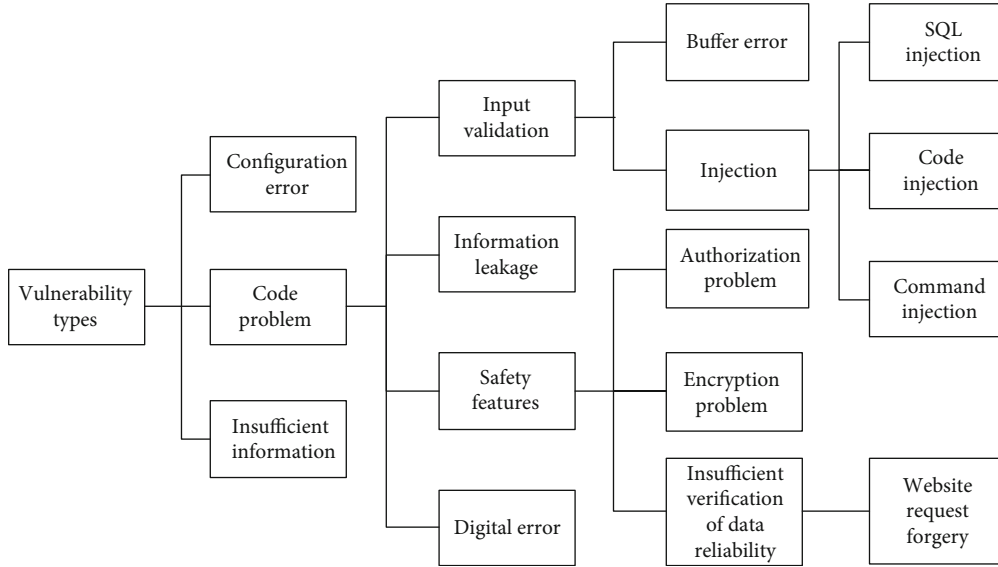 Vulnerability
types
Configuration
error
Code
problem
Insufficient
information
Input
validation
Information
leakage
Safety
features
Digital error
Buffer error
Injection
Authorization
problem
Encryption
problem
Insufficient
verification
of data
reliability
SQL
injection
Code
injection
Command
injection
Website
request
forgery